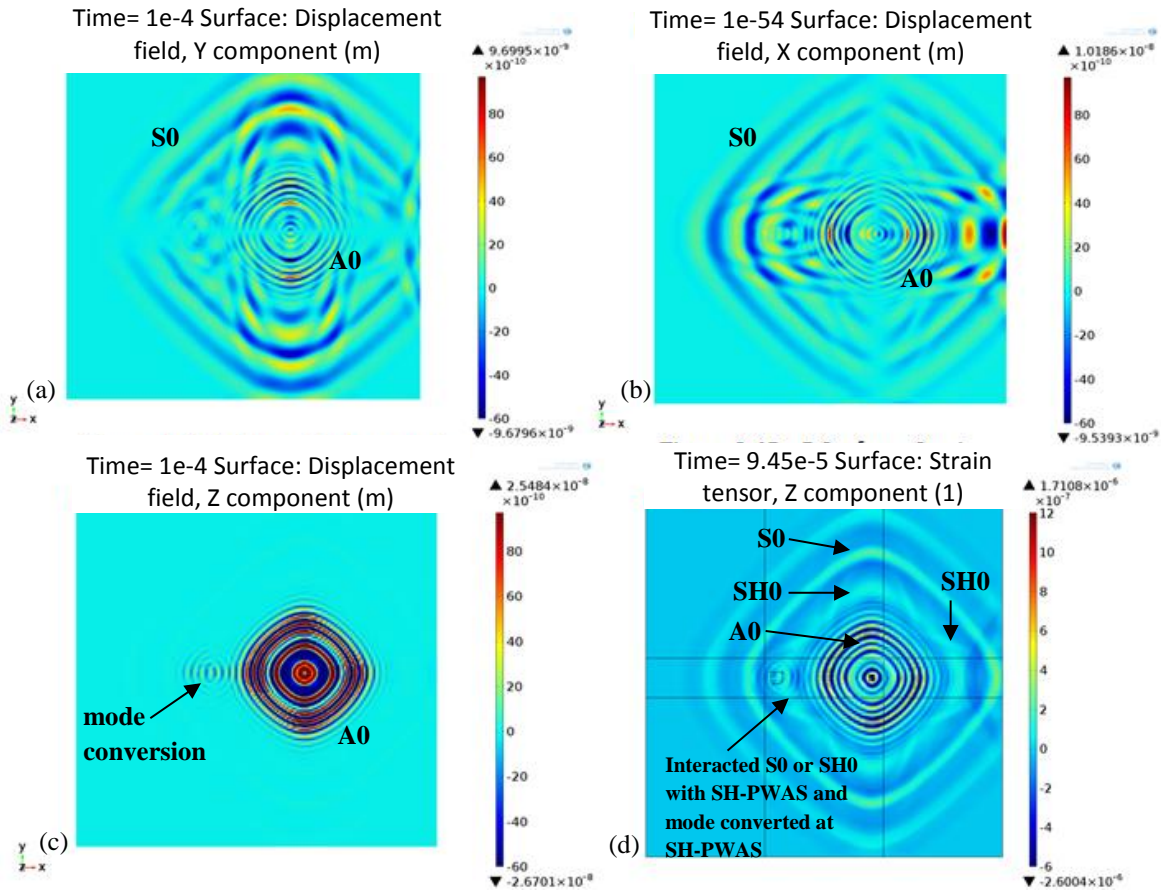 Time= 1e-4 Surface: Displacement
field, Y component (m)
▲ 9.6995×10⁻⁹
×10⁻¹⁰
80
60
40
20
0
-20
-40
-60
▼ -9.6796×10⁻⁹
S0
A0
(a)
y
z x
Time= 1e-54 Surface: Displacement
field, X component (m)
▲ 1.0186×10⁻⁸
×10⁻¹⁰
80
60
40
20
0
-20
-40
-60
▼ -9.5393×10⁻⁹
S0
A0
(b)
y
z x
Time= 1e-4 Surface: Displacement
field, Z component (m)
▲ 2.5484×10⁻⁸
×10⁻¹⁰
80
60
40
20
0
-20
-40
-60
▼ -2.6701×10⁻⁸
mode
conversion
A0
(c)
y
z x
Time= 9.45e-5 Surface: Strain
tensor, Z component (1)
▲ 1.7108×10⁻⁶
×10⁻⁷
12
10
8
6
4
2
0
-2
-4
-6
▼ -2.6004×10⁻⁶
S0
SH0
SH0
A0
Interacted S0 or SH0
with SH-PWAS and
mode converted at
SH-PWAS
(d)